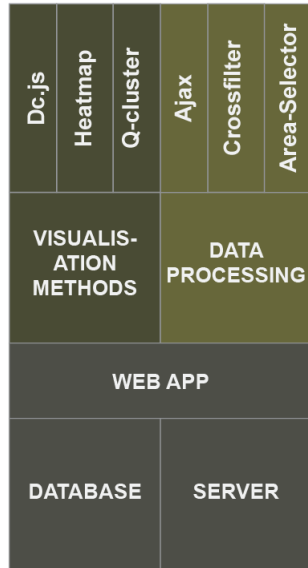 Dc.js
Heatmap
Q-cluster
Ajax
Crossfilter
Area-Selector
VISUALIS-
ATION
METHODS
DATA
PROCESSING
WEB APP
DATABASE
SERVER